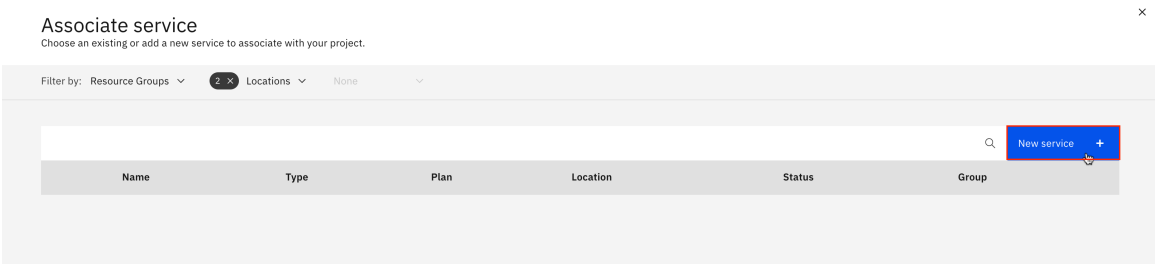 Associate service
Choose an existing or add a new service to associate with your project.
Filter by: Resource Groups 2 × Locations None
New service +
Name Type Plan Location Status Group